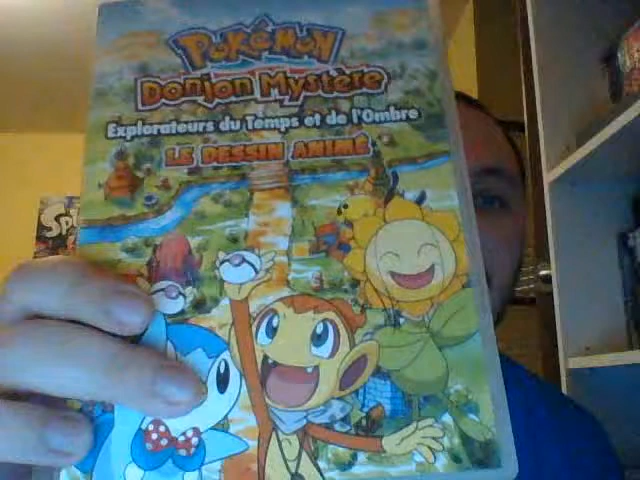 POKéMON
Donjon Mystère
Explorateurs du Temps et de l'Ombre
LE DESSIN ANIMÉ